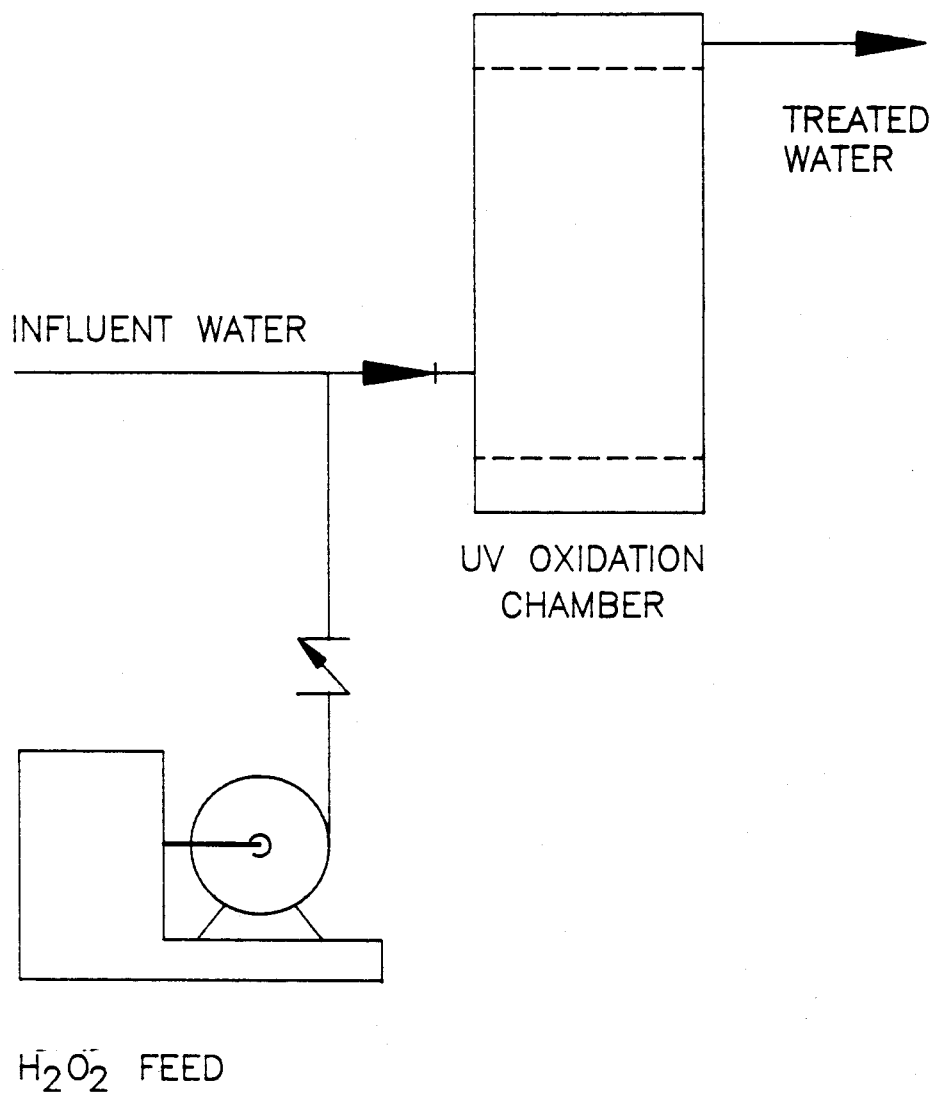 TREATED
WATER
INFLUENT WATER
UV OXIDATION
CHAMBER
H₂O₂ FEED